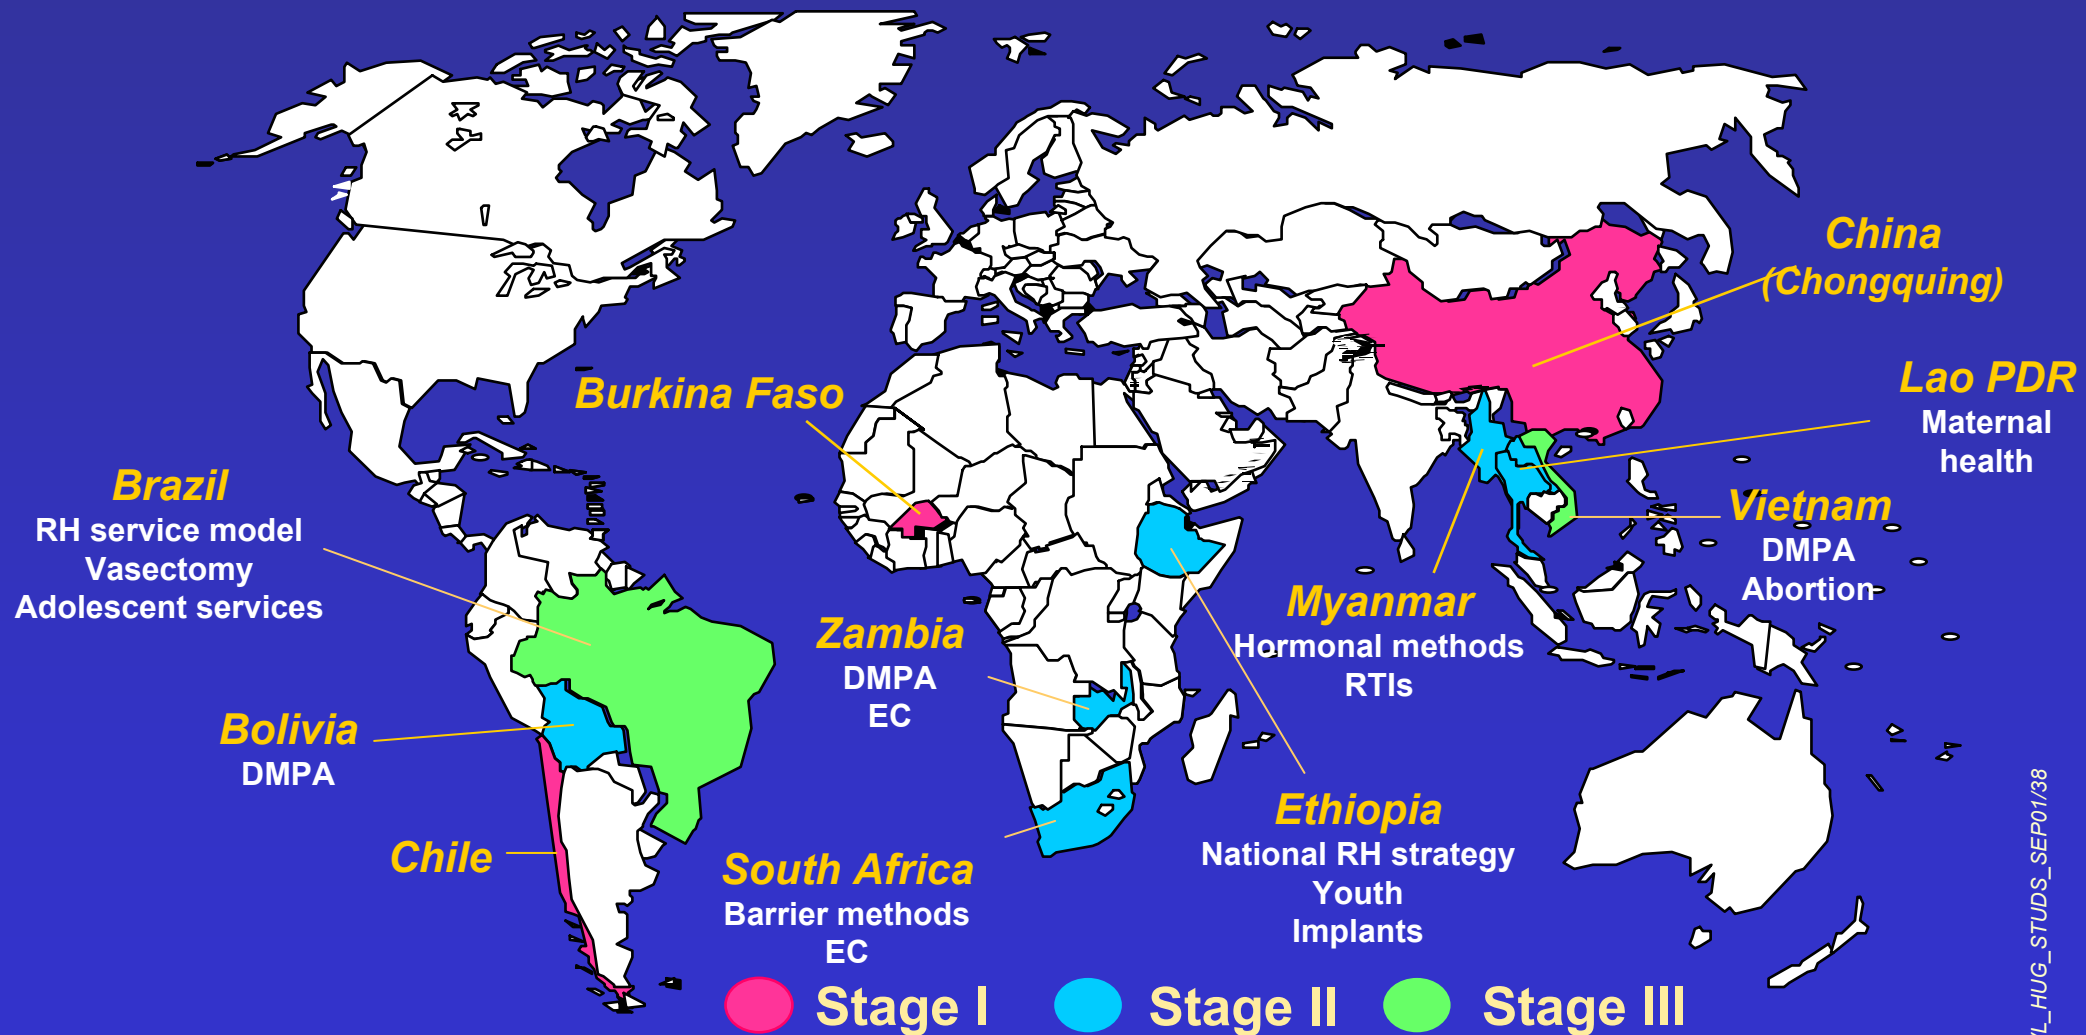 China
(Chongquing)
Lao PDR
Maternal
health
Burkina Faso
Brazil
RH service model
Vasectomy
Adolescent services
Vietnam
DMPA
Abortion
Myanmar
Hormonal methods
RTIs
Zambia
DMPA
EC
Bolivia
DMPA
Ethiopia
National RH strategy
Youth
Implants
Chile
South Africa
Barrier methods
EC
Stage I
Stage II
Stage III
L_HUG_STUDS_SEP01/38